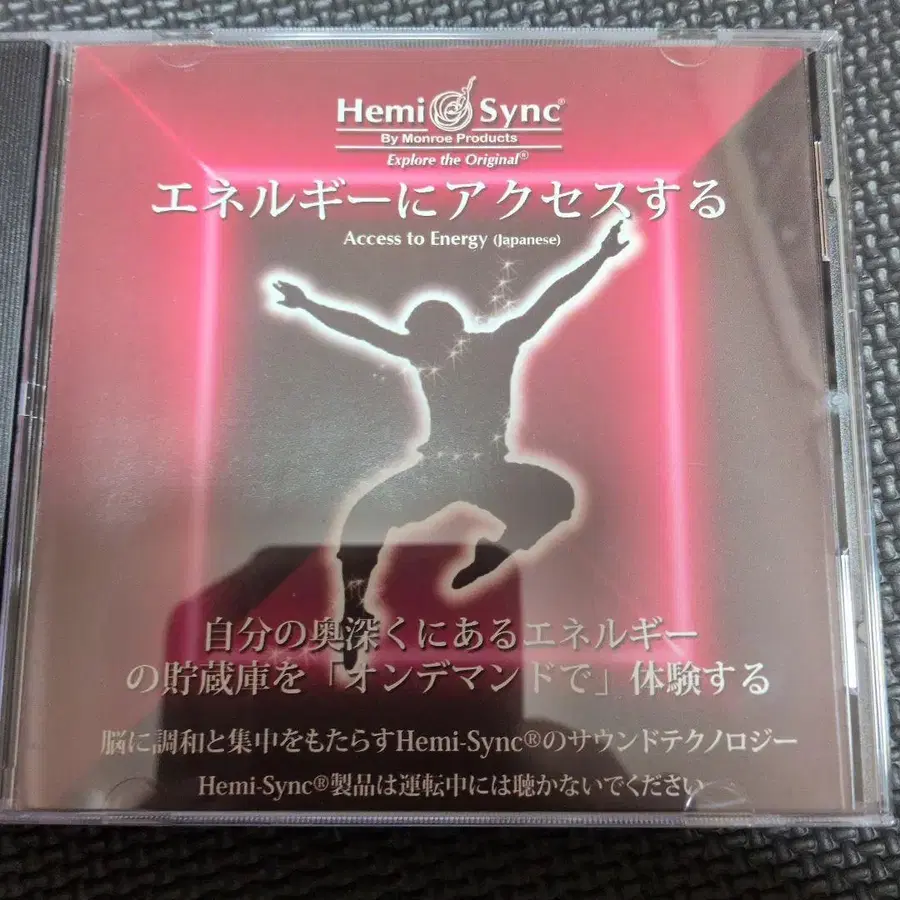 Hemi Sync®
By Monroe Products
Explore the Original®
エネルギーにアクセスする
Access to Energy (Japanese)
自分の奥深くにあるエネルギー
の貯蔵庫を「オンデマンドで」体験する
脳に調和と集中をもたらすHemi-Sync®のサウンドテクノロジー
Hemi-Sync®製品は運転中には聴かないでください